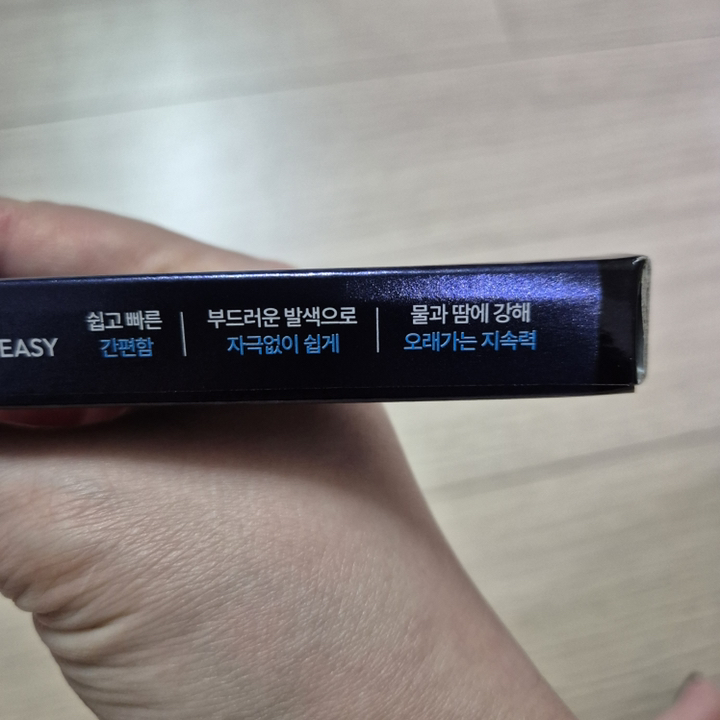 EASY
쉽고 빠른
간편함
부드러운 발색으로
자극없이 쉽게
물과 땀에 강해
오래가는 지속력